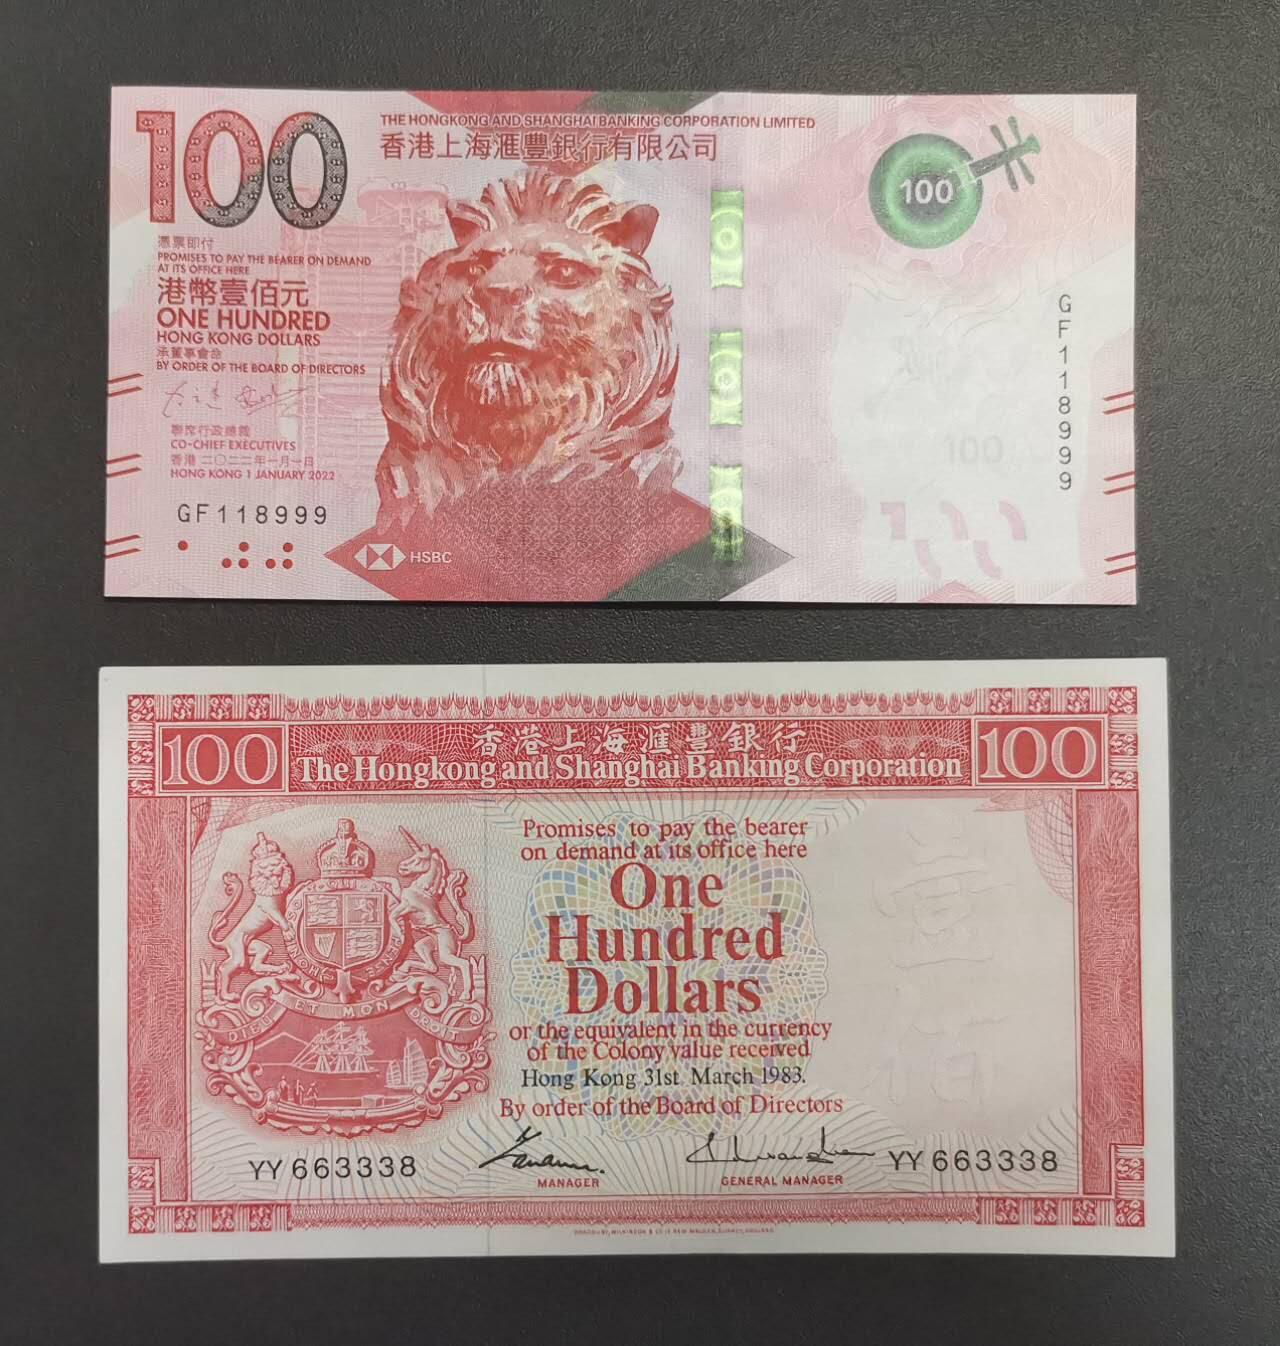 100
THE HONGKONG AND SHANGHAI BANKING CORPORATION LIMITED
香港上海滙豐銀行有限公司
憑票即付
PROMISES TO PAY THE BEARER ON DEMAND
AT ITS OFFICE HERE
港幣壹佰元
ONE HUNDRED
HONG KONG DOLLARS
承董事會命
BY ORDER OF THE BOARD OF DIRECTORS
聯席行政總裁
CO-CHIEF EXECUTIVES
香港 二〇二二年一月一日
HONG KONG 1 JANUARY 2022
GF118999
HSBC
100
GF118999
100
100
香港上海滙豐銀行
The Hongkong and Shanghai Banking Corporation
100
Promises to pay the bearer
on demand at its office here
One
Hundred
Dollars
or the equivalent in the currency
of the Colony value received
Hong Kong 31st March 1983.
By order of the Board of Directors
壹
佰
DIEU ET MON DROIT
YY 663338
MANAGER
GENERAL MANAGER
YY 663338